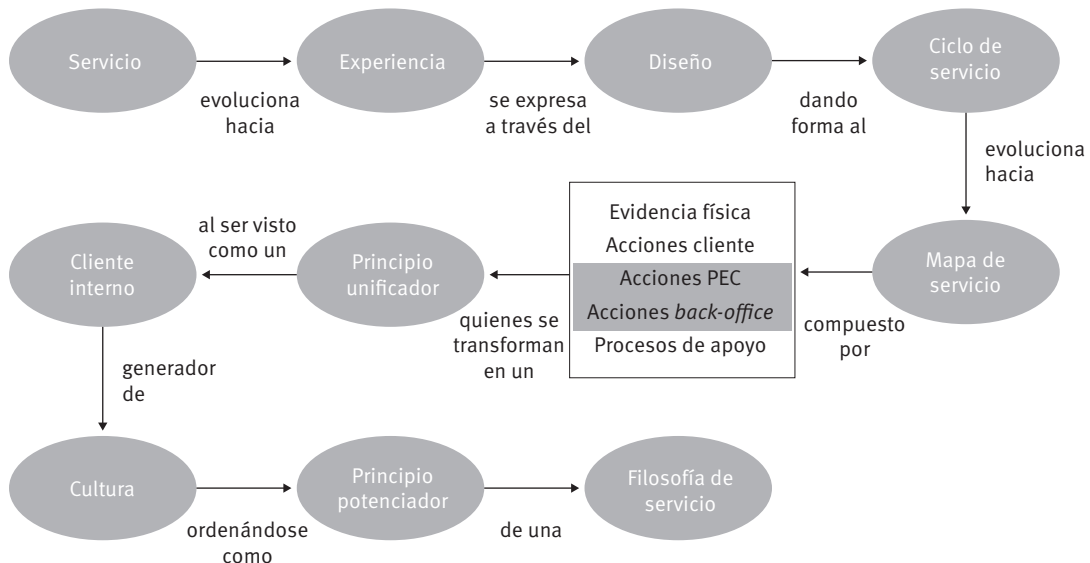 Servicio
evoluciona
hacia
Experiencia
se expresa
a través del
Diseño
dando
forma al
Ciclo de
servicio
evoluciona
hacia
Mapa de
servicio
compuesto
por
Evidencia física
Acciones cliente
Acciones PEC
Acciones back-office
Procesos de apoyo
quienes se
transforman
en un
Principio
unificador
al ser visto
como un
Cliente
interno
generador
de
Cultura
ordenándose
como
Principio
potenciador
de una
Filosofía de
servicio